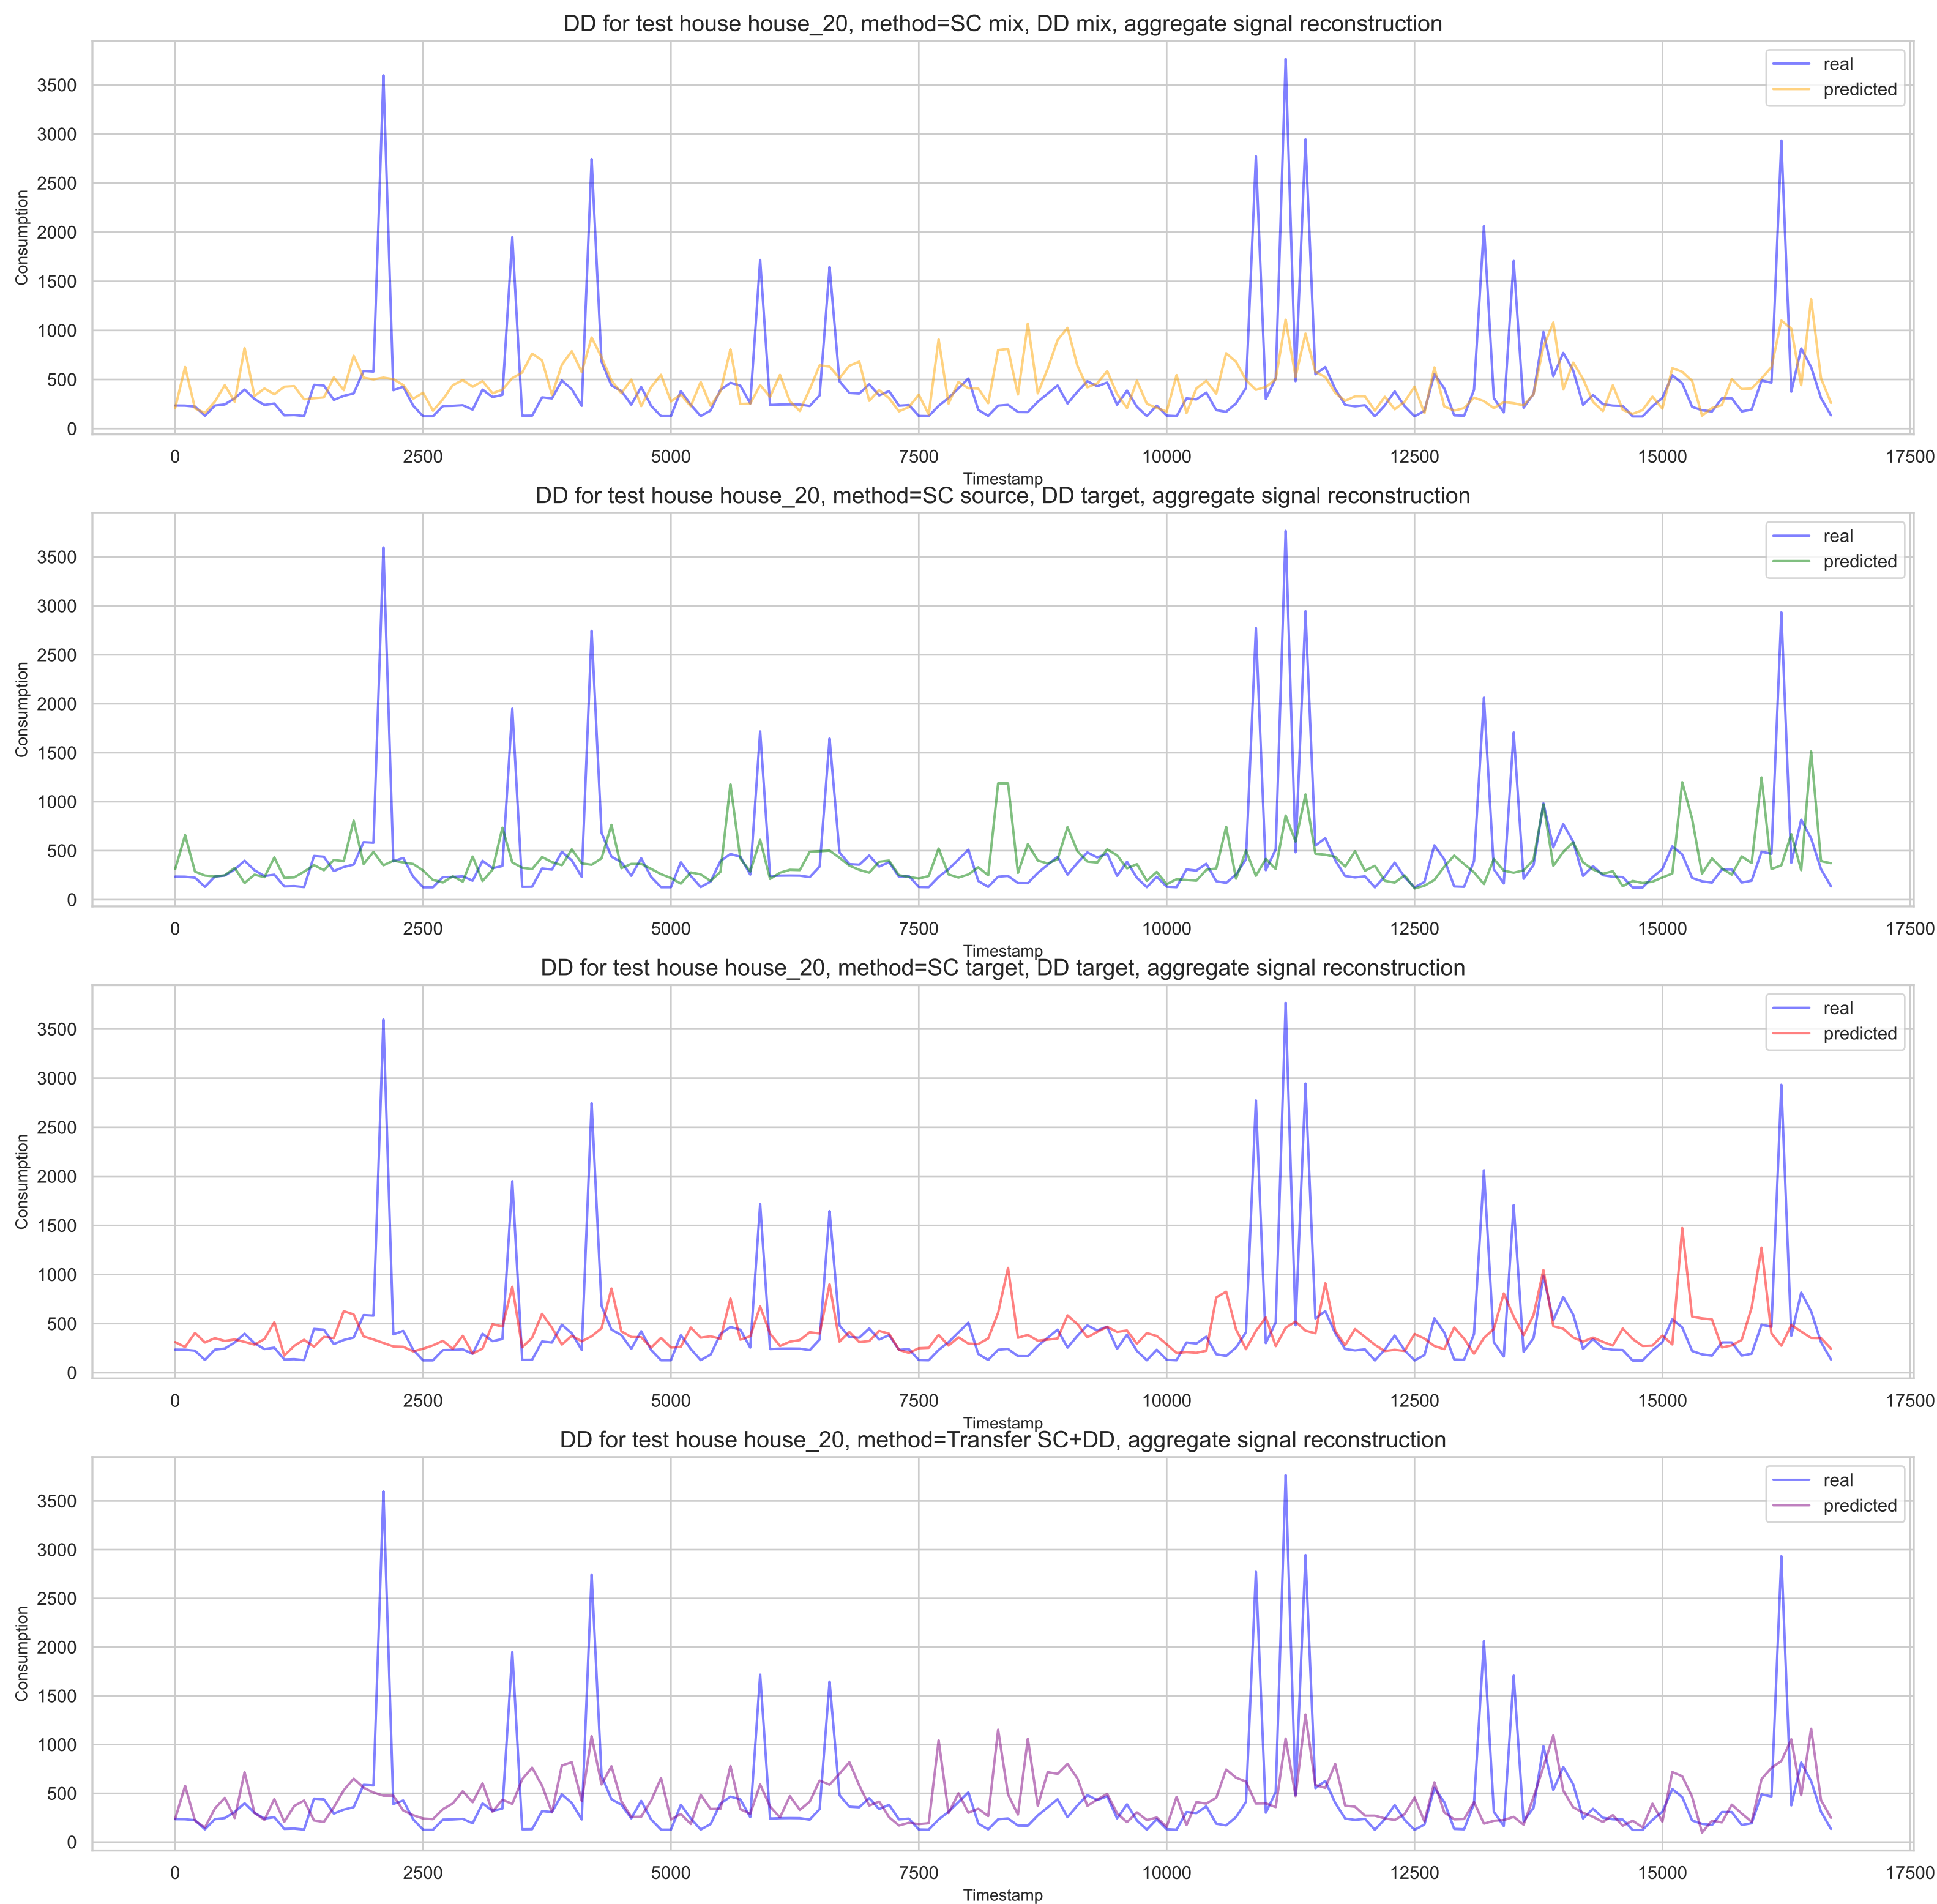 DD for test house house_20, method=SC mix, DD mix, aggregate signal reconstruction
real
predicted
3500
3000
2500
2000
1500
1000
500
0
Consumption
0 2500 5000 7500 10000 12500 15000 17500
Timestamp
DD for test house house_20, method=SC source, DD target, aggregate signal reconstruction
real
predicted
3500
3000
2500
2000
1500
1000
500
0
Consumption
0 2500 5000 7500 10000 12500 15000 17500
Timestamp
DD for test house house_20, method=SC target, DD target, aggregate signal reconstruction
real
predicted
3500
3000
2500
2000
1500
1000
500
0
Consumption
0 2500 5000 7500 10000 12500 15000 17500
Timestamp
DD for test house house_20, method=Transfer SC+DD, aggregate signal reconstruction
real
predicted
3500
3000
2500
2000
1500
1000
500
0
Consumption
0 2500 5000 7500 10000 12500 15000 17500
Timestamp